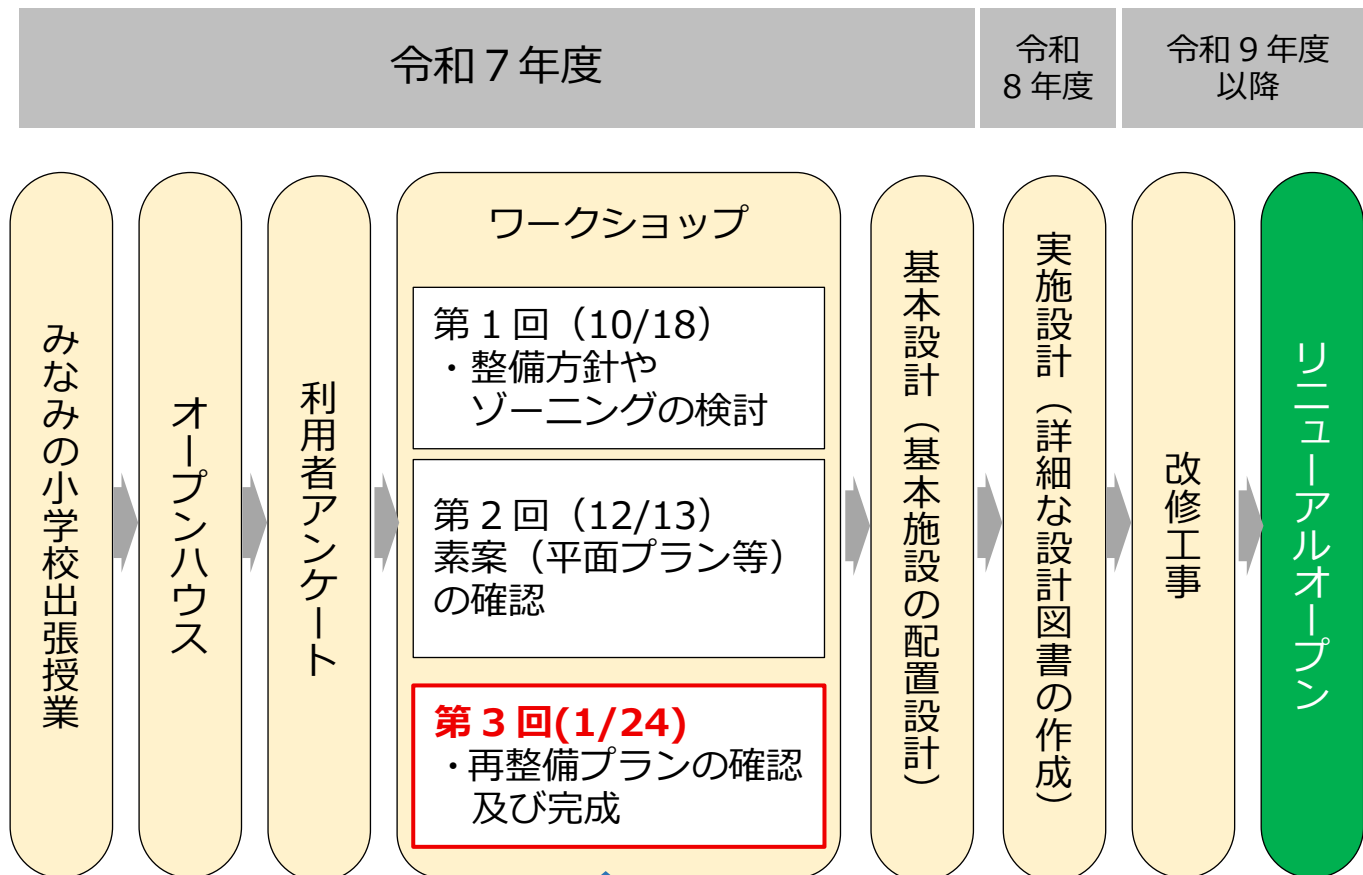 令和７年度
令和
８年度
令和９年度
以降
みなみの小学校出張授業
オープンハウス
利用者アンケート
ワークショップ
第１回（10/18）
・整備方針や
ゾーニングの検討
第２回（12/13）
素案（平面プラン等）
の確認
第３回(1/24)
・再整備プランの確認
及び完成
基本設計（基本施設の配置設計）
実施設計（詳細な設計図書の作成）
改修工事
リニューアルオープン